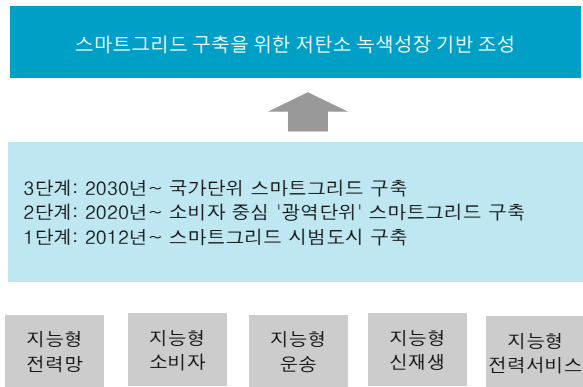 스마트그리드 구축을 위한 저탄소 녹색성장 기반 조성
3단계: 2030년~ 국가단위 스마트그리드 구축
2단계: 2020년~ 소비자 중심 '광역단위' 스마트그리드 구축
1단계: 2012년~ 스마트그리드 시범도시 구축
지능형
전력망
지능형
소비자
지능형
운송
지능형
신재생
지능형
전력서비스